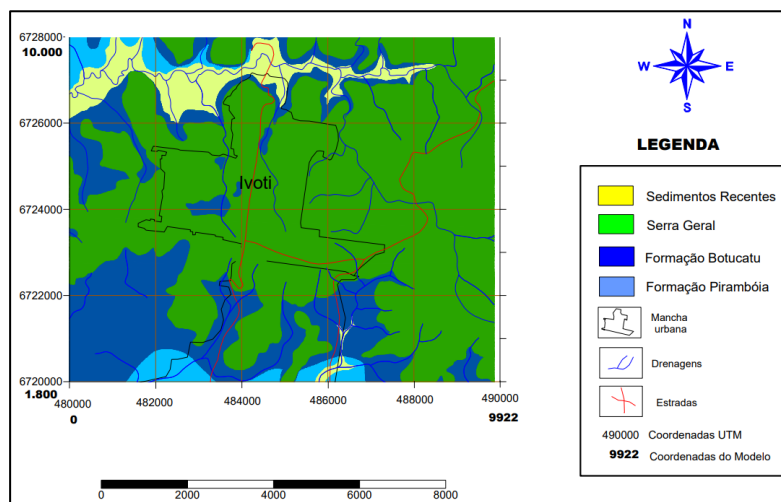 6728000
10.000
6726000
6724000
6722000
6720000
1.800
480000
482000
484000
486000
488000
490000
0
9922
Ivoti
0
2000
4000
6000
8000
N
W
E
S
LEGENDA
Sedimentos Recentes
Serra Geral
Formação Botucatu
Formação Pirambóia
Mancha
urbana
Drenagens
Estradas
490000 Coordenadas UTM
9922 Coordenadas do Modelo